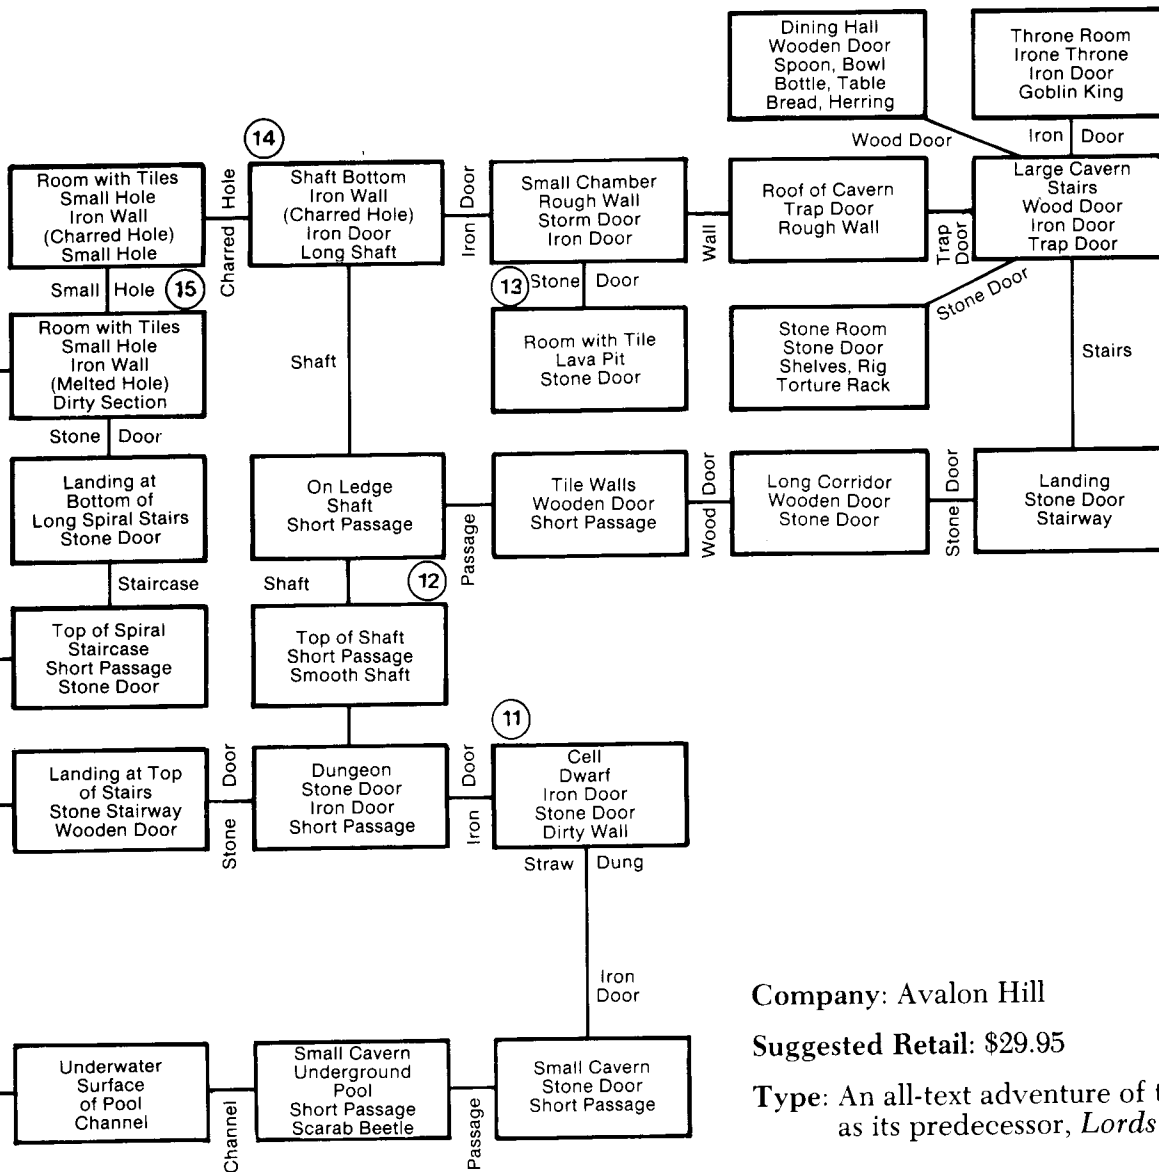 Dining Hall
Wooden Door
Spoon, Bowl
Bottle, Table
Bread, Herring
Throne Room
Irone Throne
Iron Door
Goblin King
Wood Door
Iron Door
14
Room with Tiles
Small Hole
Iron Wall
(Charred Hole)
Small Hole
Charred Hole
Shaft Bottom
Iron Wall
(Charred Hole)
Iron Door
Long Shaft
Iron Door
Small Chamber
Rough Wall
Storm Door
Iron Door
Wall
Roof of Cavern
Trap Door
Rough Wall
Trap
Door
Large Cavern
Stairs
Wood Door
Iron Door
Trap Door
Small Hole
15
13
Stone Door
Stone Door
Room with Tiles
Small Hole
Iron Wall
(Melted Hole)
Dirty Section
Shaft
Room with Tile
Lava Pit
Stone Door
Stone Room
Stone Door
Shelves, Rig
Torture Rack
Stairs
Stone Door
Landing at
Bottom of
Long Spiral Stairs
Stone Door
On Ledge
Shaft
Short Passage
Passage
Tile Walls
Wooden Door
Short Passage
Wood Door
Long Corridor
Wooden Door
Stone Door
Stone Door
Landing
Stone Door
Stairway
Staircase
Shaft
12
Top of Spiral
Staircase
Short Passage
Stone Door
Top of Shaft
Short Passage
Smooth Shaft
11
Landing at Top
of Stairs
Stone Stairway
Wooden Door
Stone Door
Dungeon
Stone Door
Iron Door
Short Passage
Iron Door
Cell
Dwarf
Iron Door
Stone Door
Dirty Wall
Straw Dung
Iron
Door
Underwater
Surface
of Pool
Channel
Channel
Small Cavern
Underground
Pool
Short Passage
Scarab Beetle
Passage
Small Cavern
Stone Door
Short Passage
Company: Avalon Hill
Suggested Retail: $29.95
Type: An all-text adventure of
as its predecessor, Lords